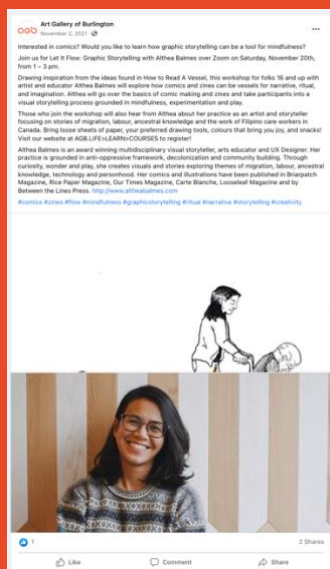 agb
Art Gallery of Burlington
November 2, 2021 ·
Interested in comics? Would you like to learn how graphic storytelling can be a tool for mindfulness?
Join us for Let It Flow: Graphic Storytelling with Althea Balmes over Zoom on Saturday, November 20th,
from 1 – 3 pm.
Drawing inspiration from the ideas found in How to Read A Vessel, this workshop for folks 16 and up with
artist and educator Althea Balmes will explore how comics and zines can be vessels for narrative, ritual,
and imagination. Althea will go over the basics of comic making and zines and take participants into a
visual storytelling process grounded in mindfulness, experimentation and play.
Those who join the workshop will also hear from Althea about her practice as an artist and storyteller
focusing on stories of migration, labour, ancestral knowledge and the work of Filipino care workers in
Canada. Bring loose sheets of paper, your preferred drawing tools, colours that bring you joy, and snacks!
Visit our website at AGB.LIFE>LEARN>COURSES to register!
Althea Balmes is an award winning multidisciplinary visual storyteller, arts educator and UX Designer. Her
practice is grounded in anti-oppressive framework, decolonization and community building. Through
curiosity, wonder and play, she creates visuals and stories exploring themes of migration, labour, ancestral
knowledge, technology and personhood. Her comics and illustrations have been published in Briarpatch
Magazine, Rice Paper Magazine, Our Times Magazine, Carte Blanche, Looseleaf Magazine and by
Between the Lines Press. http://www.altheabalmes.com
#comics #zines #flow #mindfulness #graphicstorytelling #ritual #narrative #storytelling #creativity
1
2 Shares
Like
Comment
Share